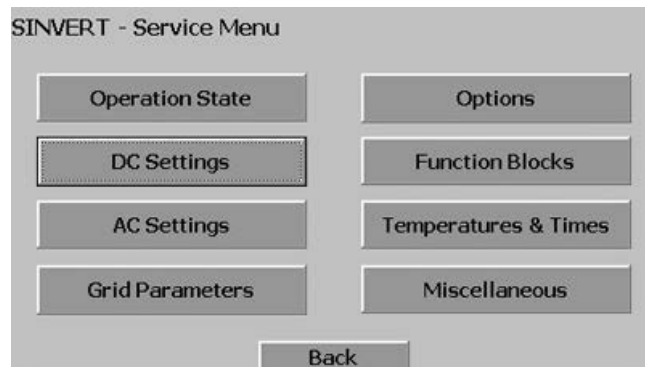 SINVERT - Service Menu
Operation State
Options
DC Settings
Function Blocks
AC Settings
Temperatures & Times
Grid Parameters
Miscellaneous
Back